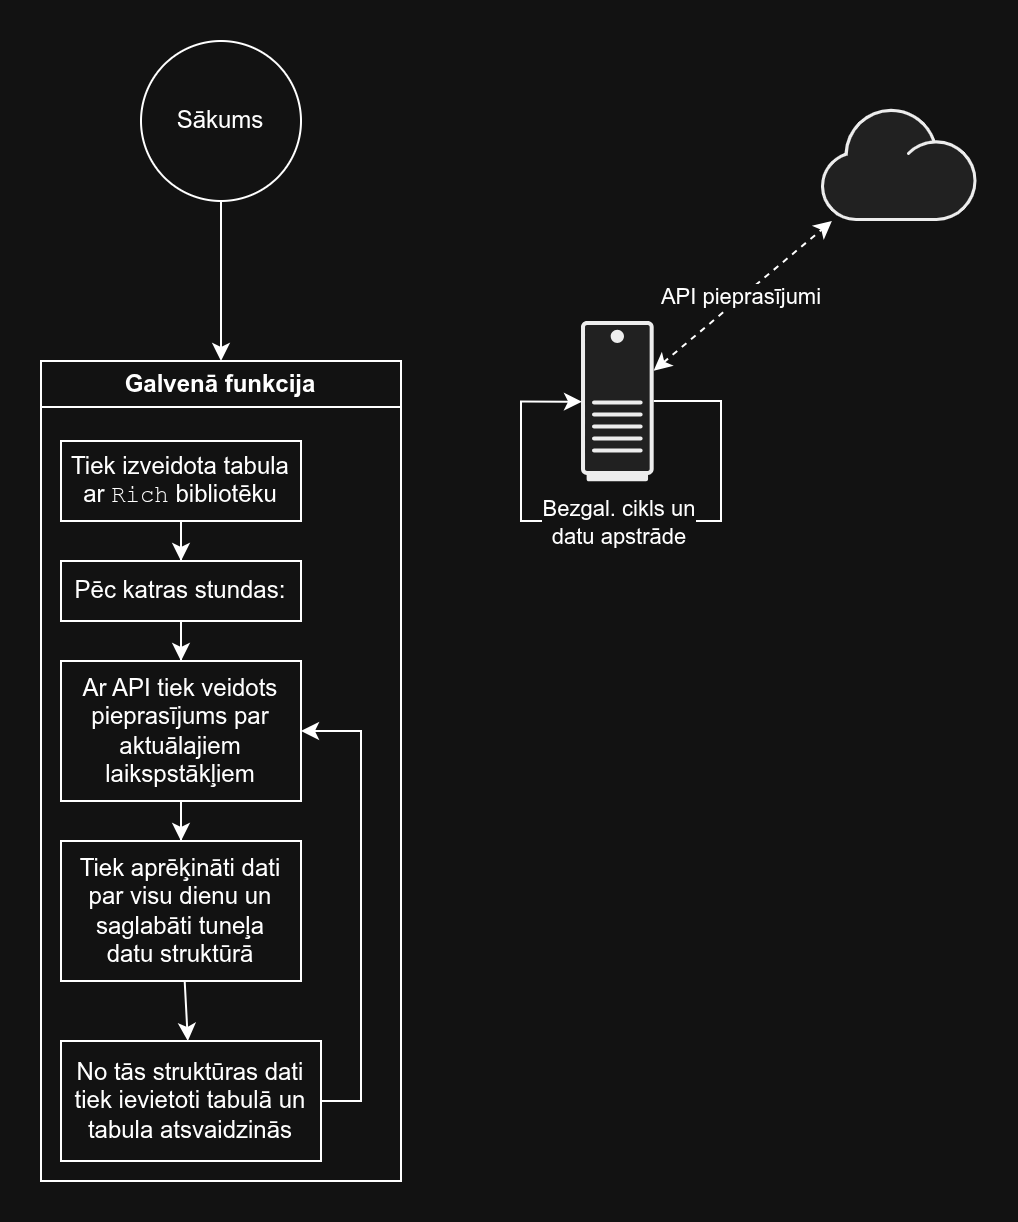 Sākums
API pieprasījumi
Galvenā funkcija
Tiek izveidota tabula
ar Rich bibliotēku
Bezgal. cikls un
datu apstrāde
Pēc katras stundas:
Ar API tiek veidots
pieprasījums par
aktuālajiem
laikspstākļiem
Tiek aprēķināti dati
par visu dienu un
saglabāti tuneļa
datu struktūrā
No tās struktūras dati
tiek ievietoti tabulā un
tabula atsvaidzinās